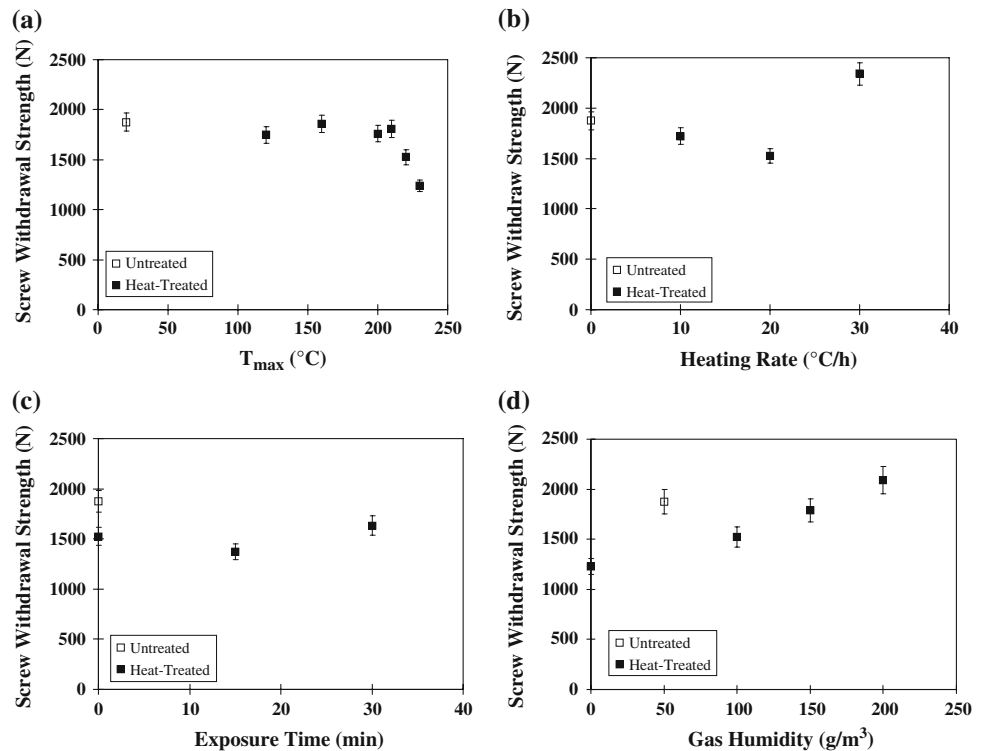 (a)
Screw Withdrawal Strength (N)
2500
2000
1500
1000
500
0
0 50 100 150 200 250
Tmax (°C)
Untreated
Heat-Treated
(b)
Screw Withdraw Strength (N)
2500
2000
1500
1000
500
0
0 10 20 30 40
Heating Rate (°C/h)
Untreated
Heat-Treated
(c)
Screw Withdrawal Strength (N)
2500
2000
1500
1000
500
0
0 10 20 30 40
Exposure Time (min)
Untreated
Heat-Treated
(d)
Screw Withdrawal Strength (N)
2500
2000
1500
1000
500
0
0 50 100 150 200 250
Gas Humidity (g/m³)
Untreated
Heat-Treated